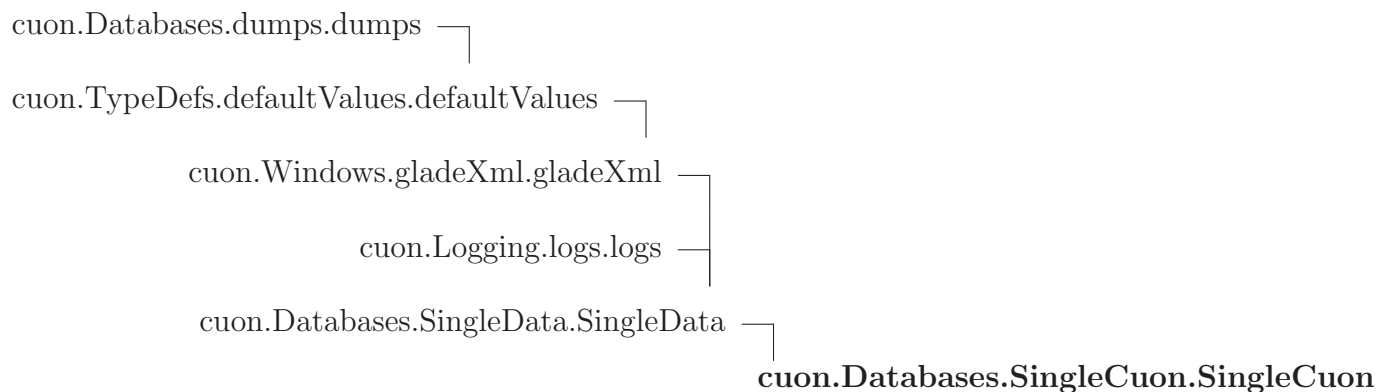 cuon.Databases.dumps.dumps
cuon.TypeDefs.defaultValues.defaultValues
cuon.Windows.gladeXml.gladeXml
cuon.Logging.logs.logs
cuon.Databases.SingleData.SingleData
cuon.Databases.SingleCuon.SingleCuon